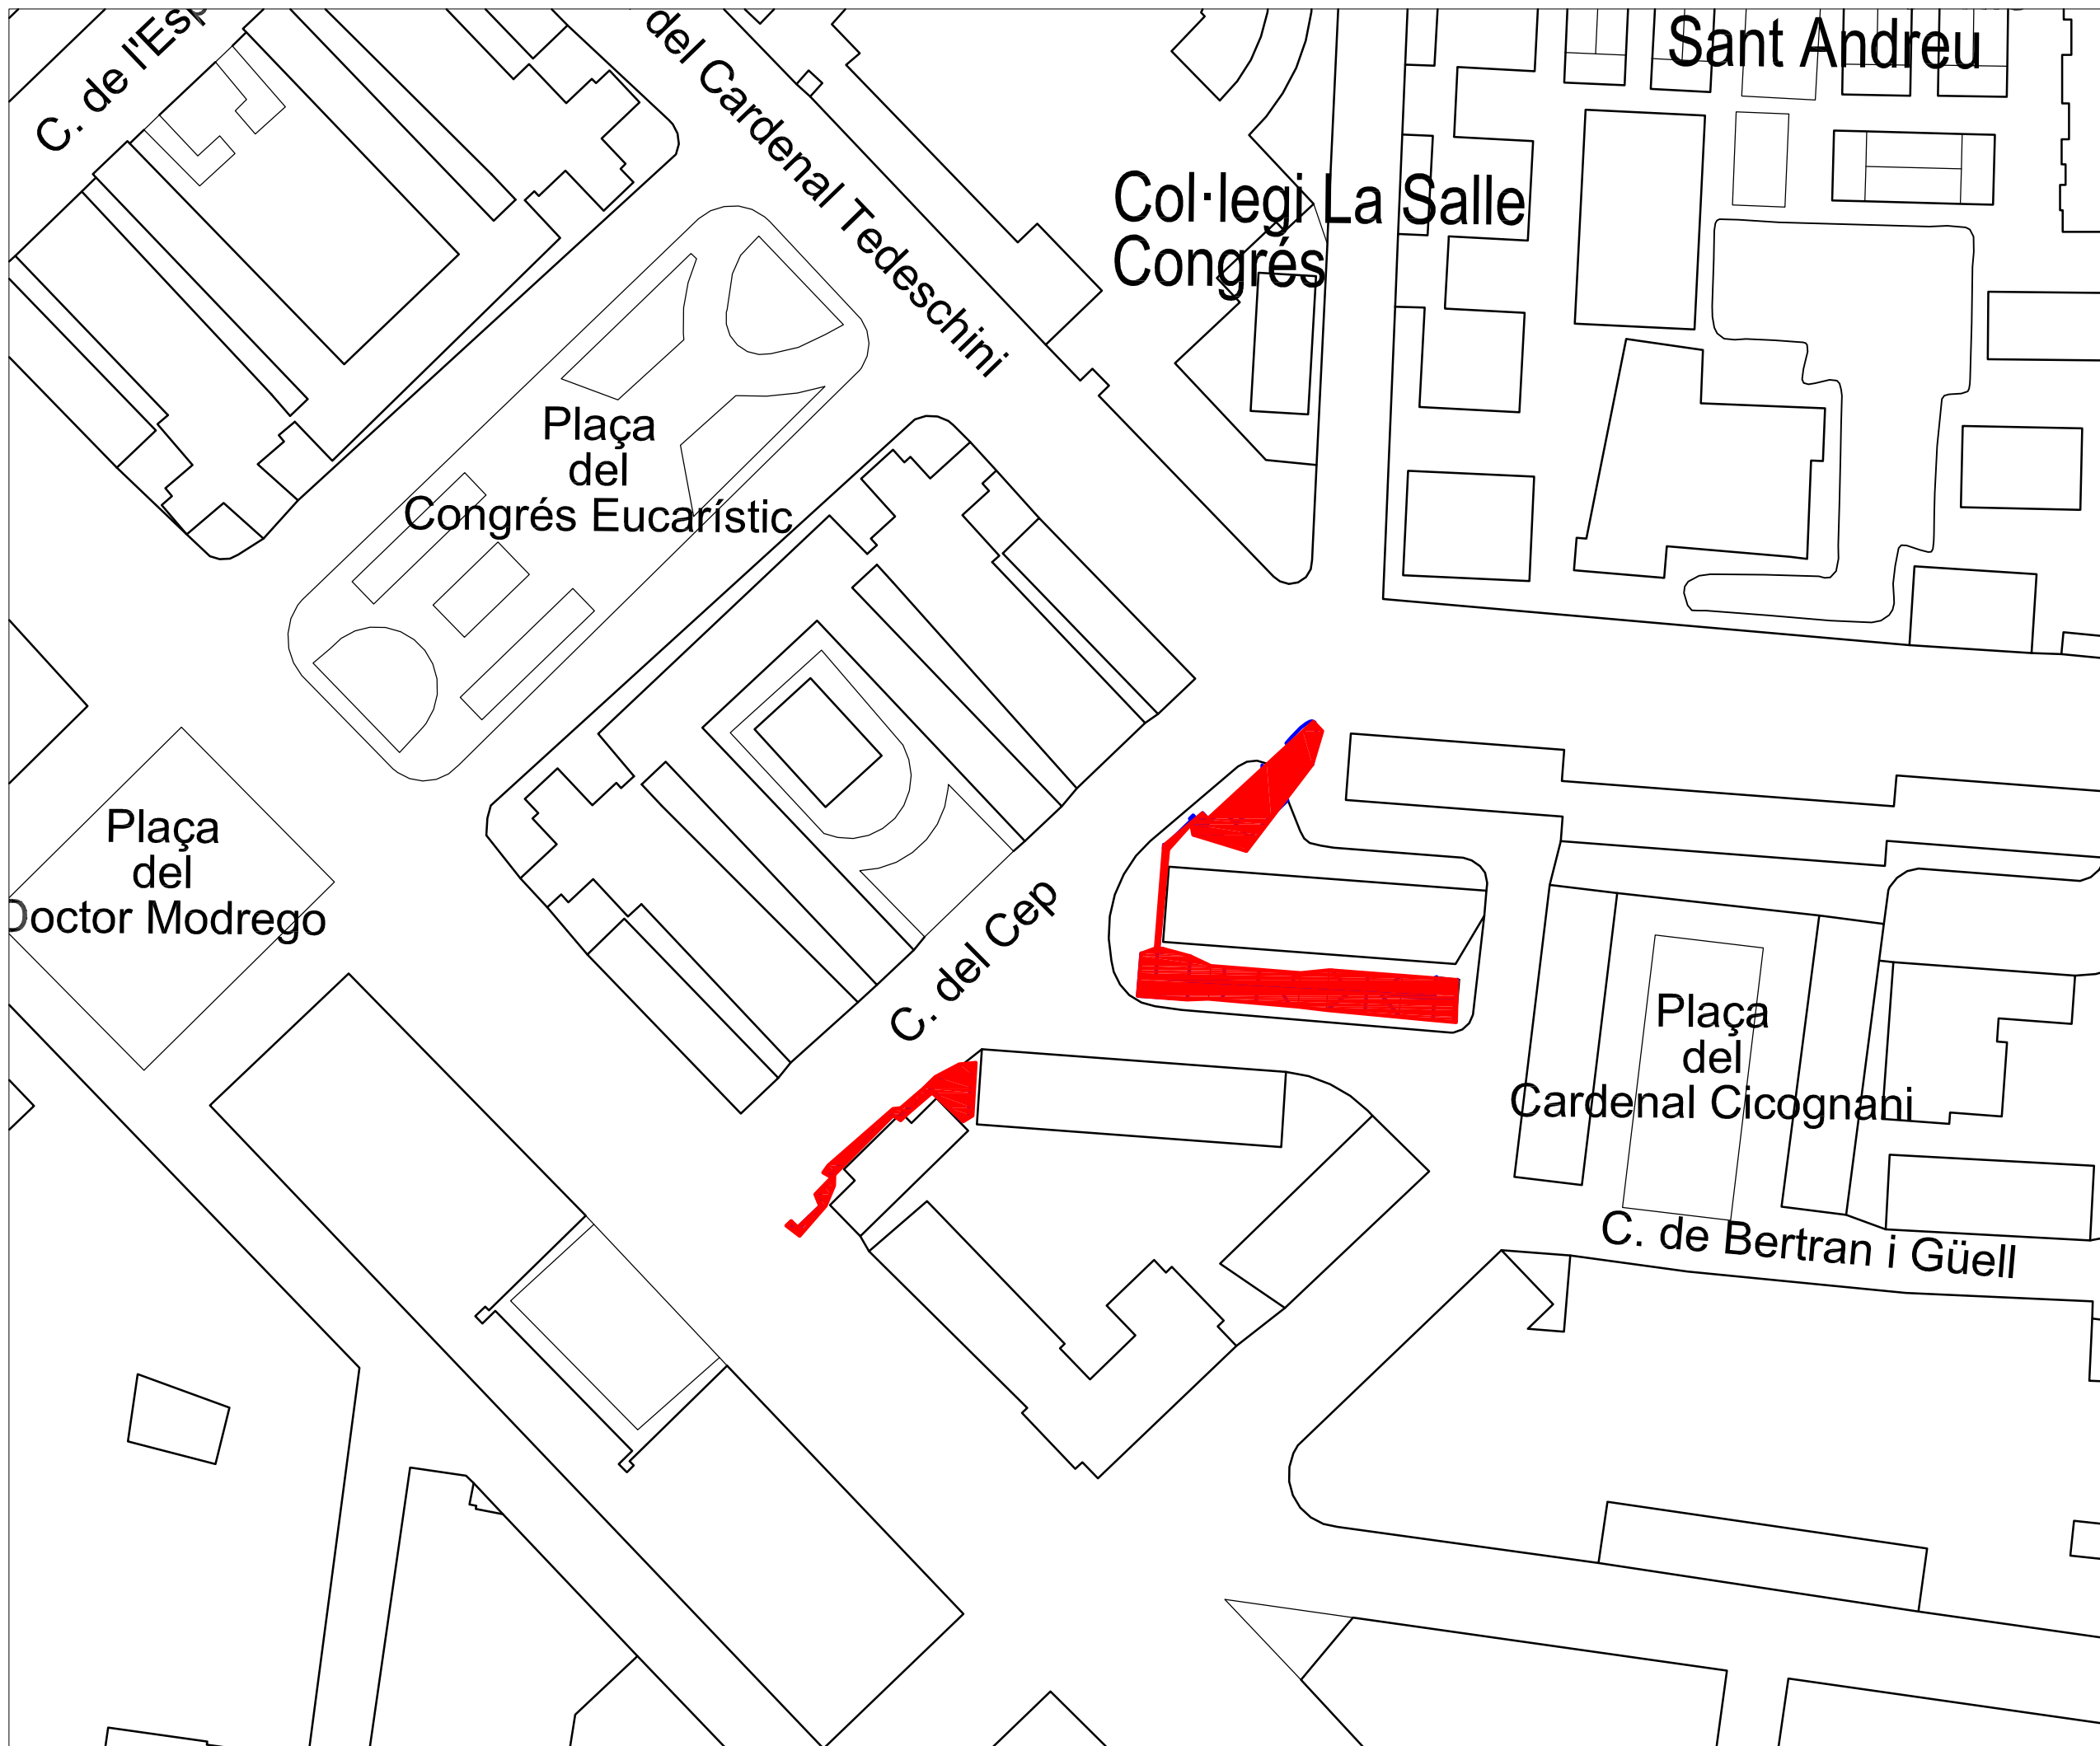 C. de l'Esp
del Cardenal Tedeschini
Sant Andreu
Col·legi La Salle
Congrés
Plaça
del
Congrés Eucarístic
Plaça
del
Doctor Modrego
C. del Cep
Plaça
del
Cardenal Cicognani
C. de Bertran i Güell